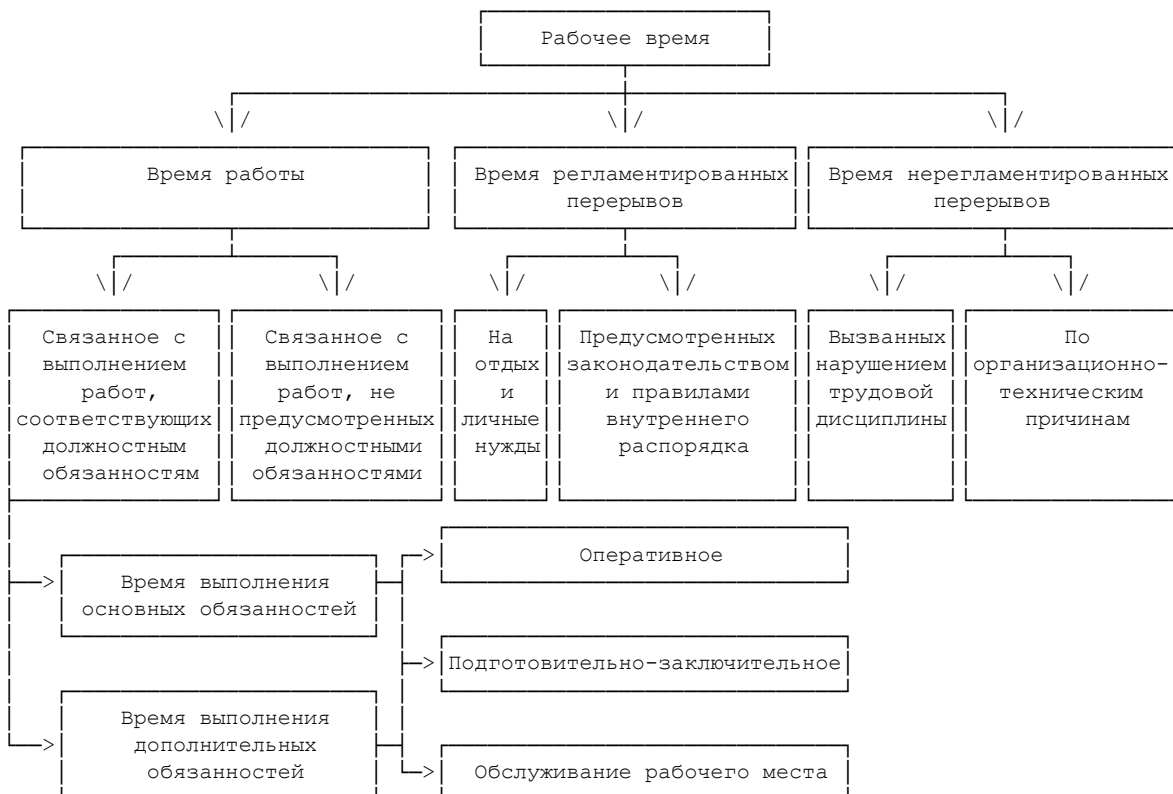 Рабочее время
Время работы
Время регламентированных
перерывов
Время нерегламентированных
перерывов
Связанное с
выполнением
работ,
соответствующих
должностным
обязанностям
Связанное с
выполнением
работ, не
предусмотренных
должностными
обязанностями
На
отдых
и
личные
нужды
Предусмотренных
законодательством
и правилами
внутреннего
распорядка
Вызванных
нарушением
трудовой
дисциплины
По
организационно-
техническим
причинам
Время выполнения
основных обязанностей
Оперативное
Подготовительно-заключительное
Время выполнения
дополнительных
обязанностей
Обслуживание рабочего места